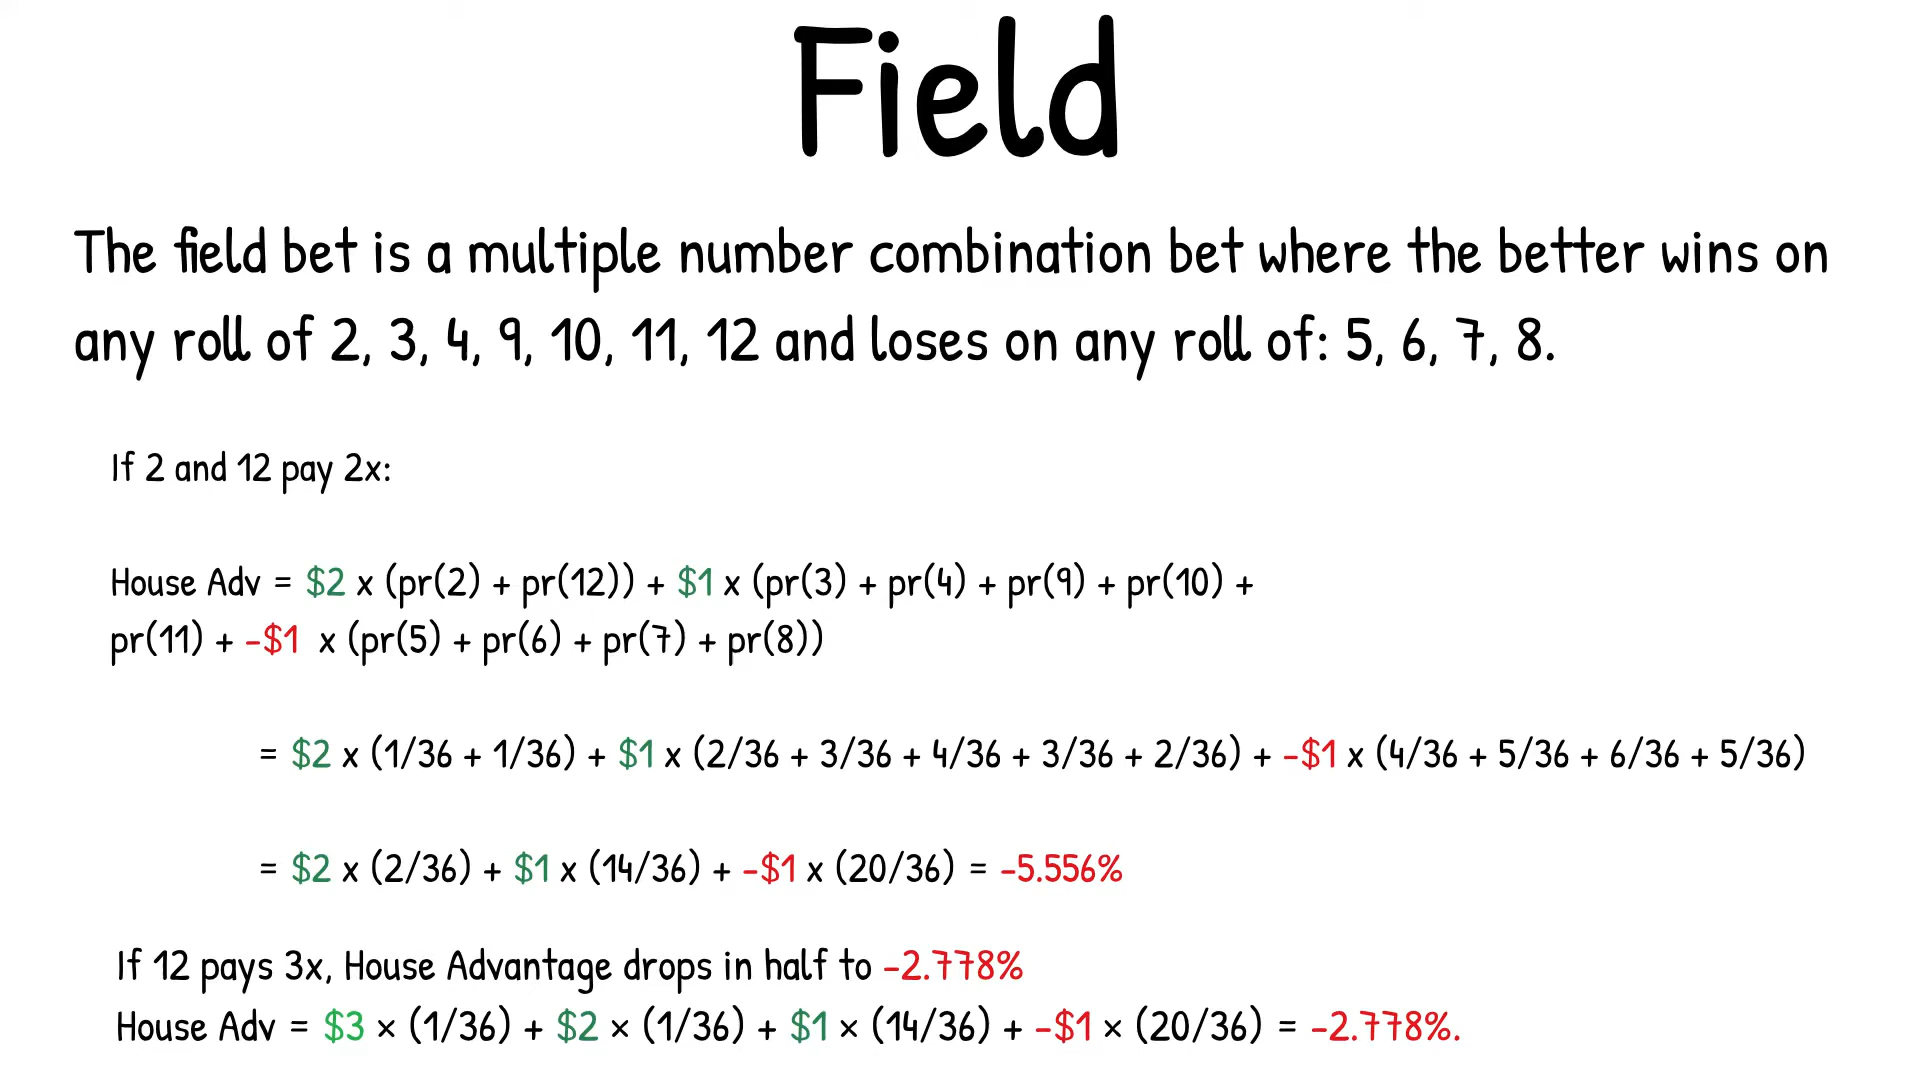 Field
The field bet is a multiple number combination bet where the better wins on
any roll of 2, 3, 4, 9, 10, 11, 12 and loses on any roll of: 5, 6, 7, 8.
If 2 and 12 pay 2x:
House Adv = $2 x (pr(2) + pr(12)) + $1 x (pr(3) + pr(4) + pr(9) + pr(10) +
pr(11) + -$1 x (pr(5) + pr(6) + pr(7) + pr(8))
= $2 x (1/36 + 1/36) + $1 x (2/36 + 3/36 + 4/36 + 3/36 + 2/36) + -$1 x (4/36 + 5/36 + 6/36 + 5/36)
= $2 x (2/36) + $1 x (14/36) + -$1 x (20/36) = -5.556%
If 12 pays 3x, House Advantage drops in half to -2.778%
House Adv = $3 × (1/36) + $2 × (1/36) + $1 × (14/36) + -$1 × (20/36) = -2.778%.